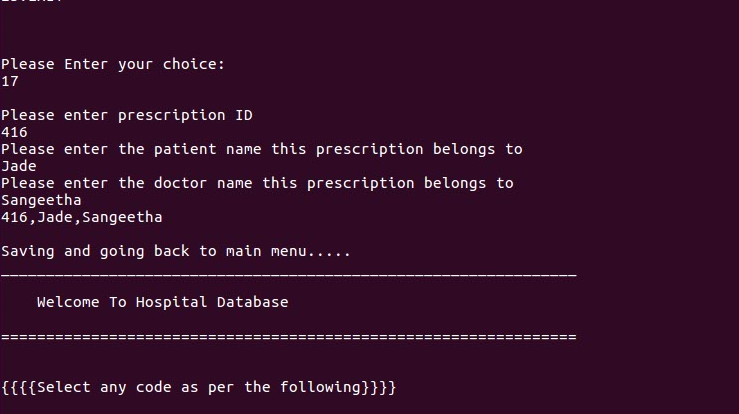 Please Enter your choice:
17
Please enter prescription ID
416
Please enter the patient name this prescription belongs to
Jade
Please enter the doctor name this prescription belongs to
Sangeetha
416,Jade,Sangeetha
Saving and going back to main menu.....
________________________________________________________________
Welcome To Hospital Database
================================================================
{{{{Select any code as per the following}}}}